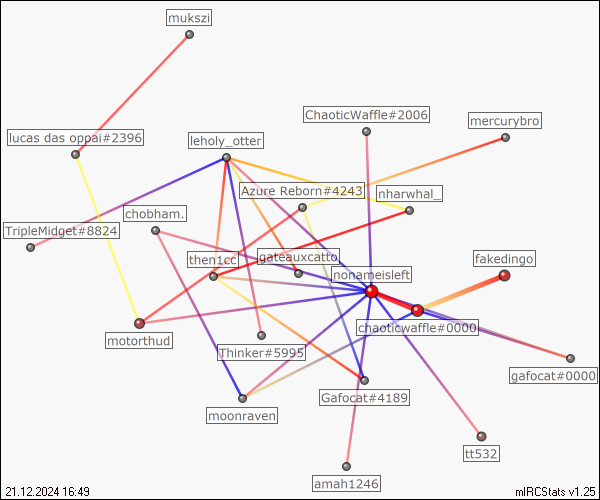 mukszi
ChaoticWaffle#2006
mercurybro
lucas das oppai#2396
leholy_otter
Azure Reborn#4243
nharwhal_
chobham.
TripleMidget#8824
then1cc
gateauxcatto
fakedingo
nonameisleft
chaoticwaffle#0000
motorthud
Thinker#5995
gafocat#0000
Gafocat#4189
moonraven
tt532
amah1246
21.12.2024 16:49
mIRCStats v1.25